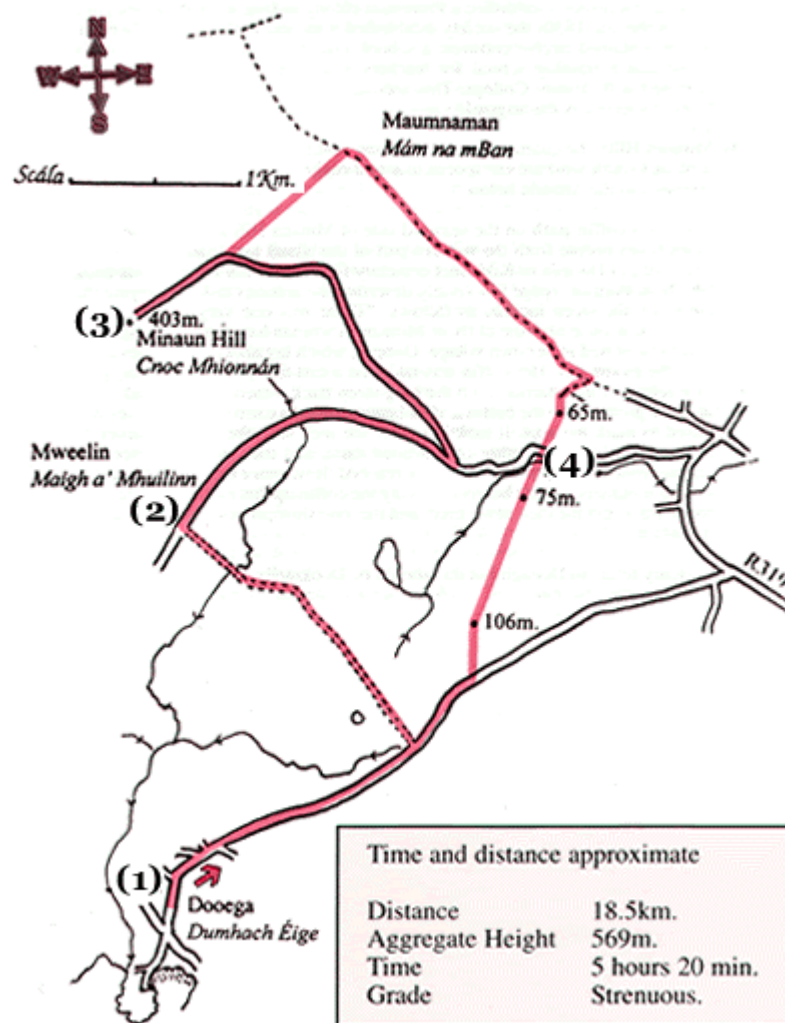 N
W E
S
Scála 1Km.
Maumnaman
Mám na mBan
(3)
403m.
Minaun Hill
Cnoc Mhionnán
65m.
Mweelin
Maigh a' Mhuilinn
(4)
(2)
75m.
R319
106m.
(1)
Dooega
Dumhach Éige
Time and distance approximate
Distance 18.5km.
Aggregate Height 569m.
Time 5 hours 20 min.
Grade Strenuous.